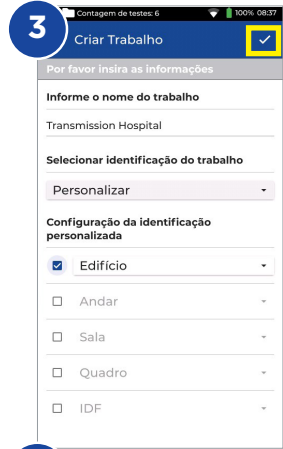 3
Contagem de testes: 6 100% 08:37
Criar Trabalho
Por favor insira as informações
Informe o nome do trabalho
Transmission Hospital
Selecionar identificação do trabalho
Personalizar
Configuração da identificação
personalizada
Edifício
Andar
Sala
Quadro
IDF